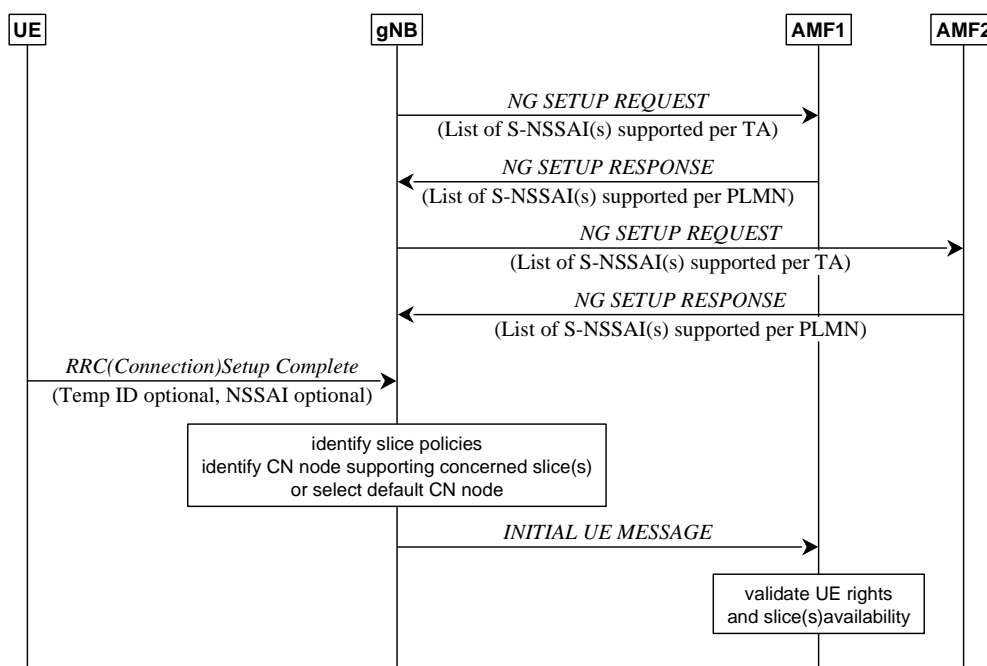 UE
gNB
AMF1
AMF2
NG SETUP REQUEST
(List of S-NSSAI(s) supported per TA)
NG SETUP RESPONSE
(List of S-NSSAI(s) supported per PLMN)
NG SETUP REQUEST
(List of S-NSSAI(s) supported per TA)
NG SETUP RESPONSE
(List of S-NSSAI(s) supported per PLMN)
RRC(Connection)Setup Complete
(Temp ID optional, NSSAI optional)
identify slice policies
identify CN node supporting concerned slice(s)
or select default CN node
INITIAL UE MESSAGE
validate UE rights
and slice(s)availability